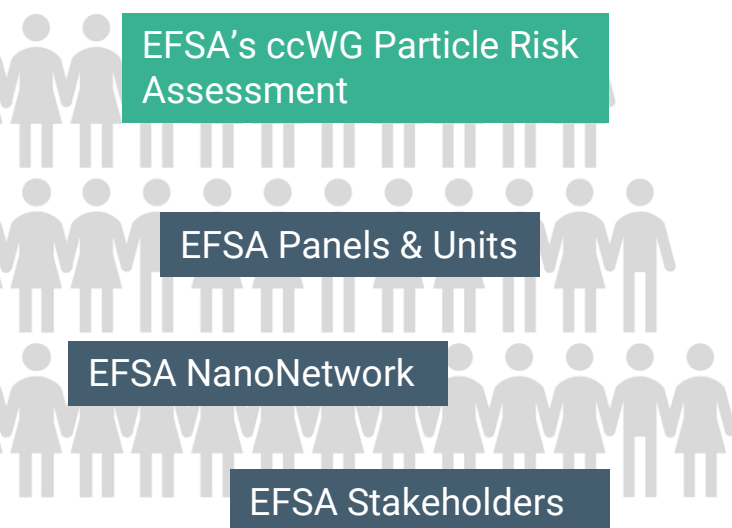 EFSA's ccWG Particle Risk
Assessment
EFSA Panels & Units
EFSA NanoNetwork
EFSA Stakeholders